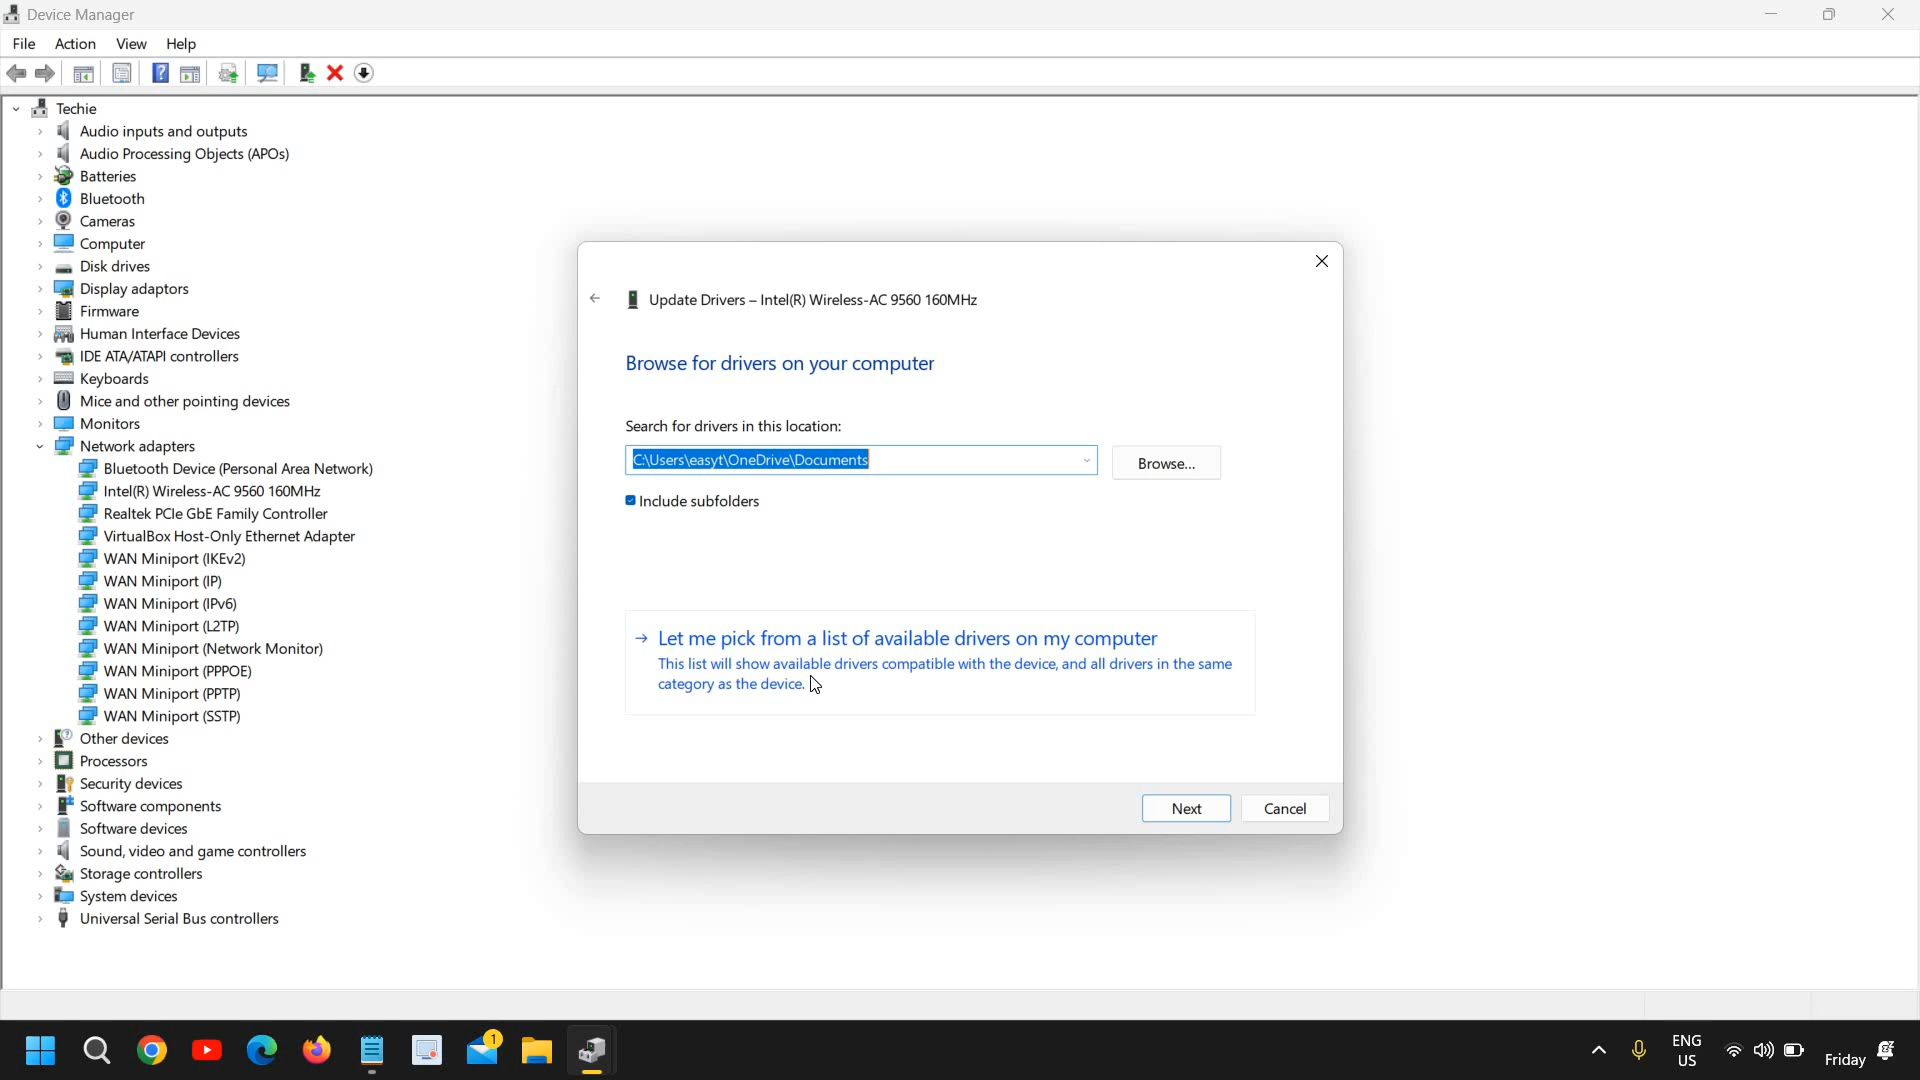 Device Manager
File Action View Help
Techie
Audio inputs and outputs
Audio Processing Objects (APOs)
Batteries
Bluetooth
Cameras
Computer
Disk drives
Display adaptors
Firmware
Human Interface Devices
IDE ATA/ATAPI controllers
Keyboards
Mice and other pointing devices
Monitors
Network adapters
Bluetooth Device (Personal Area Network)
Intel(R) Wireless-AC 9560 160MHz
Realtek PCIe GbE Family Controller
VirtualBox Host-Only Ethernet Adapter
WAN Miniport (IKEv2)
WAN Miniport (IP)
WAN Miniport (IPv6)
WAN Miniport (L2TP)
WAN Miniport (Network Monitor)
WAN Miniport (PPPOE)
WAN Miniport (PPTP)
WAN Miniport (SSTP)
Other devices
Processors
Security devices
Software components
Software devices
Sound, video and game controllers
Storage controllers
System devices
Universal Serial Bus controllers
Update Drivers – Intel(R) Wireless-AC 9560 160MHz
Browse for drivers on your computer
Search for drivers in this location:
C:\Users\easyt\OneDrive\Documents
Browse...
Include subfolders
Let me pick from a list of available drivers on my computer
This list will show available drivers compatible with the device, and all drivers in the same
category as the device.
Next
Cancel
1
ENG
US
Friday